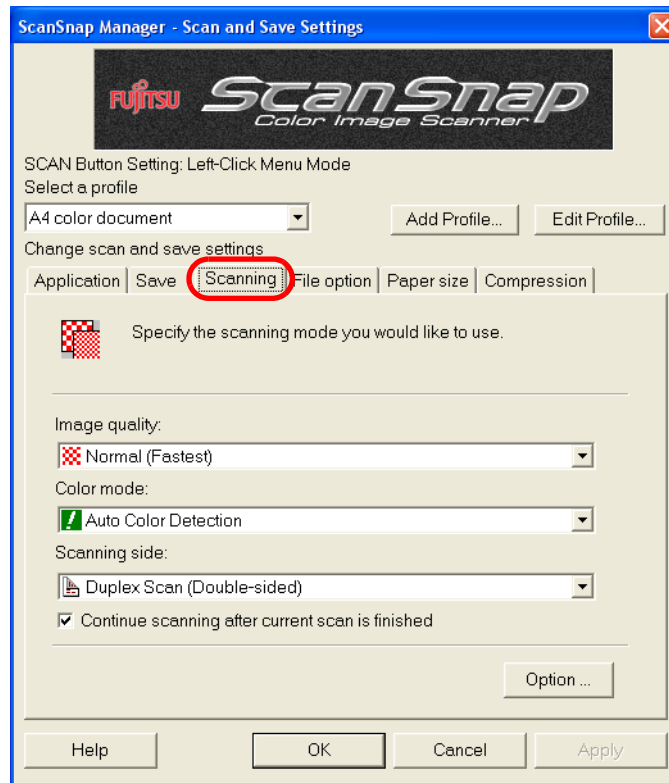 ScanSnap Manager - Scan and Save Settings
FUJITSU ScanSnap
Color Image Scanner
SCAN Button Setting: Left-Click Menu Mode
Select a profile
A4 color document Add Profile... Edit Profile...
Change scan and save settings
Application Save Scanning File option Paper size Compression
Specify the scanning mode you would like to use.
Image quality:
Normal (Fastest)
Color mode:
Auto Color Detection
Scanning side:
Duplex Scan (Double-sided)
Continue scanning after current scan is finished
Option ...
Help OK Cancel Apply